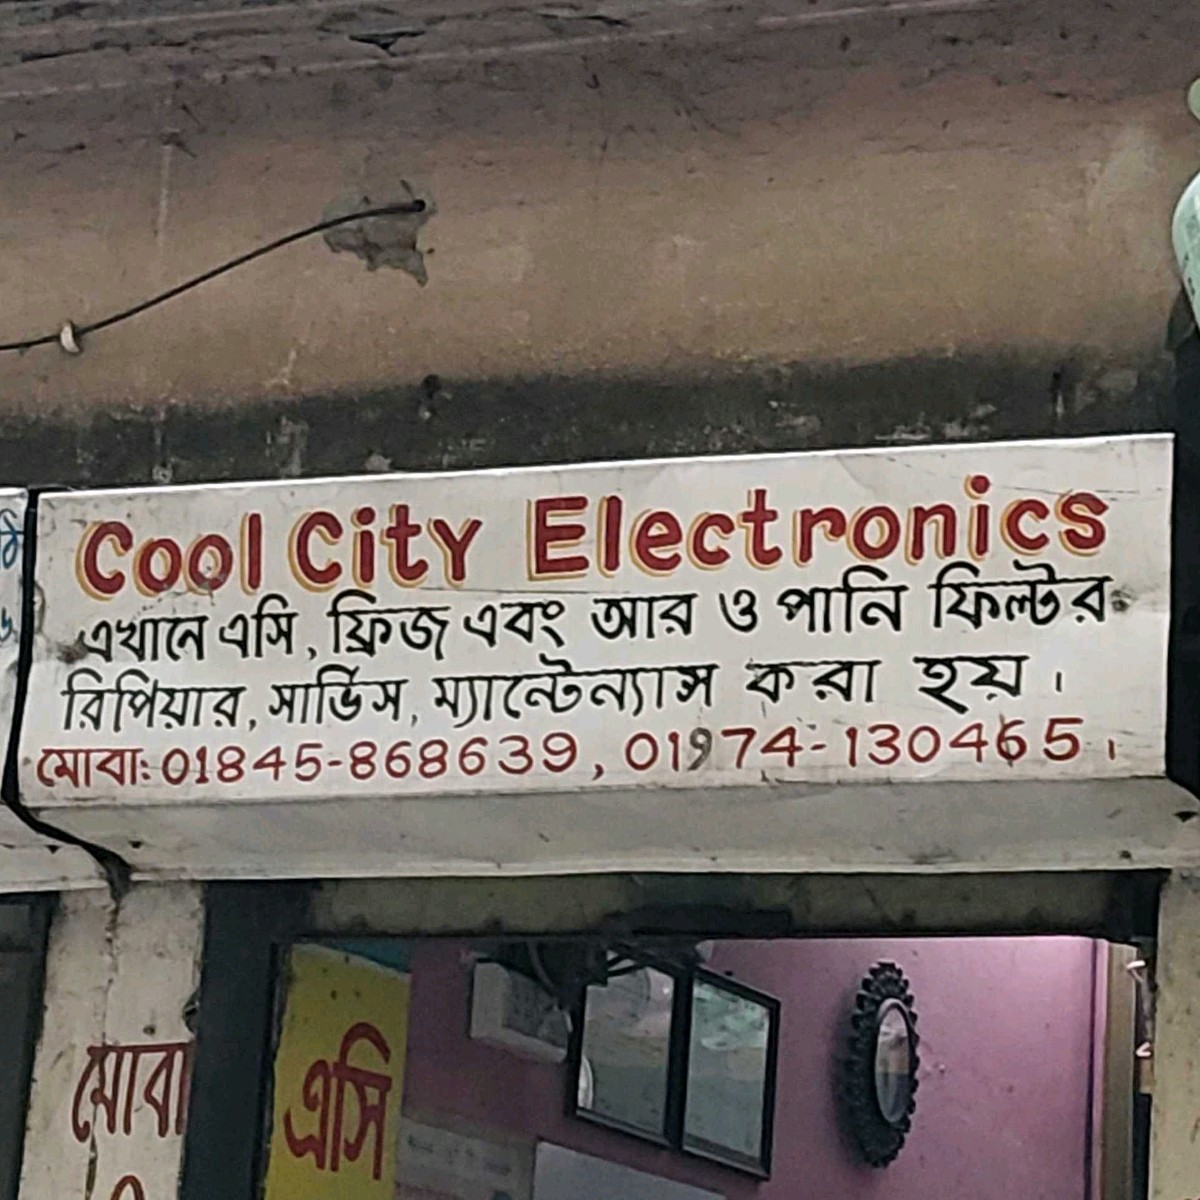 Cool City Electronics
এখানে এসি, ফ্রিজ এবং আর ও পানি ফিল্টার
রিপিয়ার, সার্ভিস, ম্যান্টেন্যান্স করা হয়।
মোবা: 01845-868639, 01974-130465।
মোবা
এসি